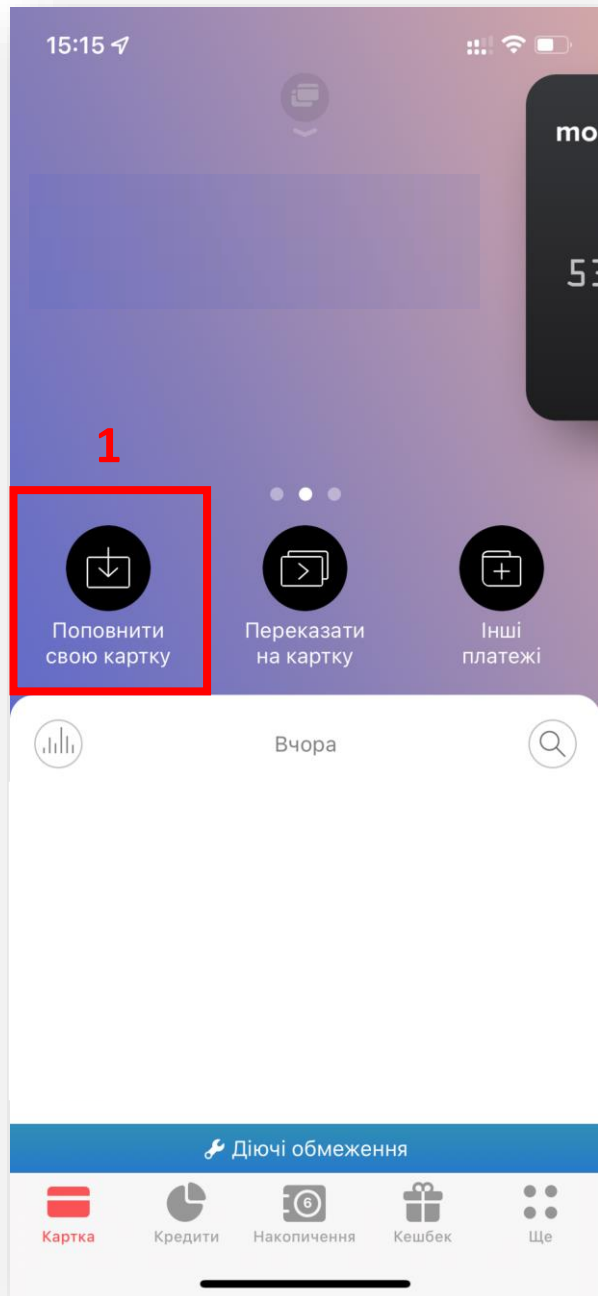 15:15
mo
53
1
Поповнити
свою картку
Переказати
на картку
Інші
платежі
Вчора
Діючі обмеження
6
Картка
Кредити
Накопичення
Кешбек
Ще